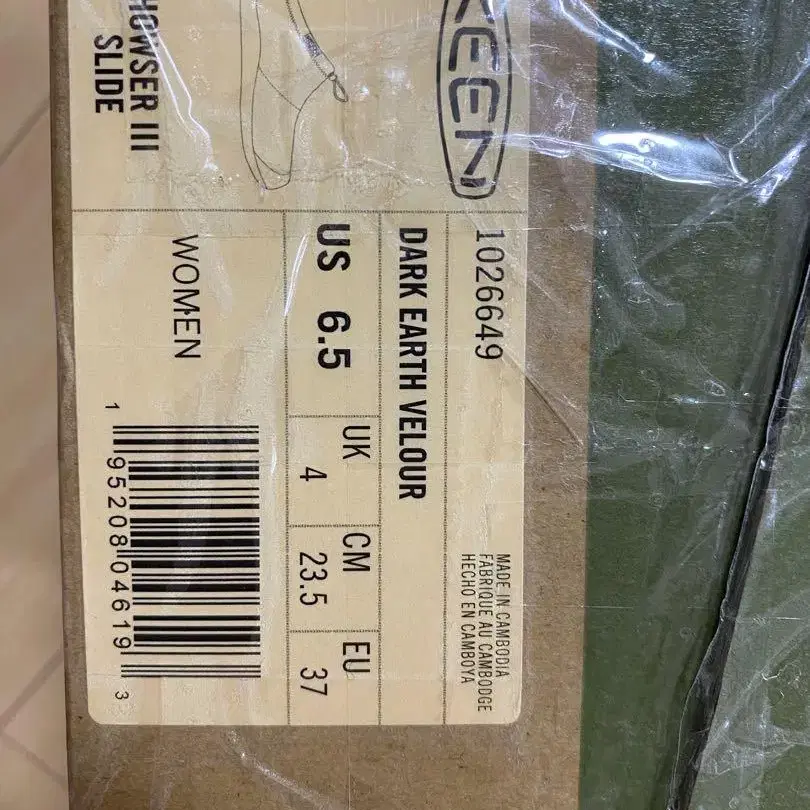 KEEN
1026649
MADE IN CAMBODIA
FABRIQUE AU CAMBODGE
HECHO EN CAMBOYA
DARK EARTH VELOUR
US 6.5
UK
4
CM
23.5
EU
37
HOWSER III
SLIDE
WOMEN
1 95208 04619 3